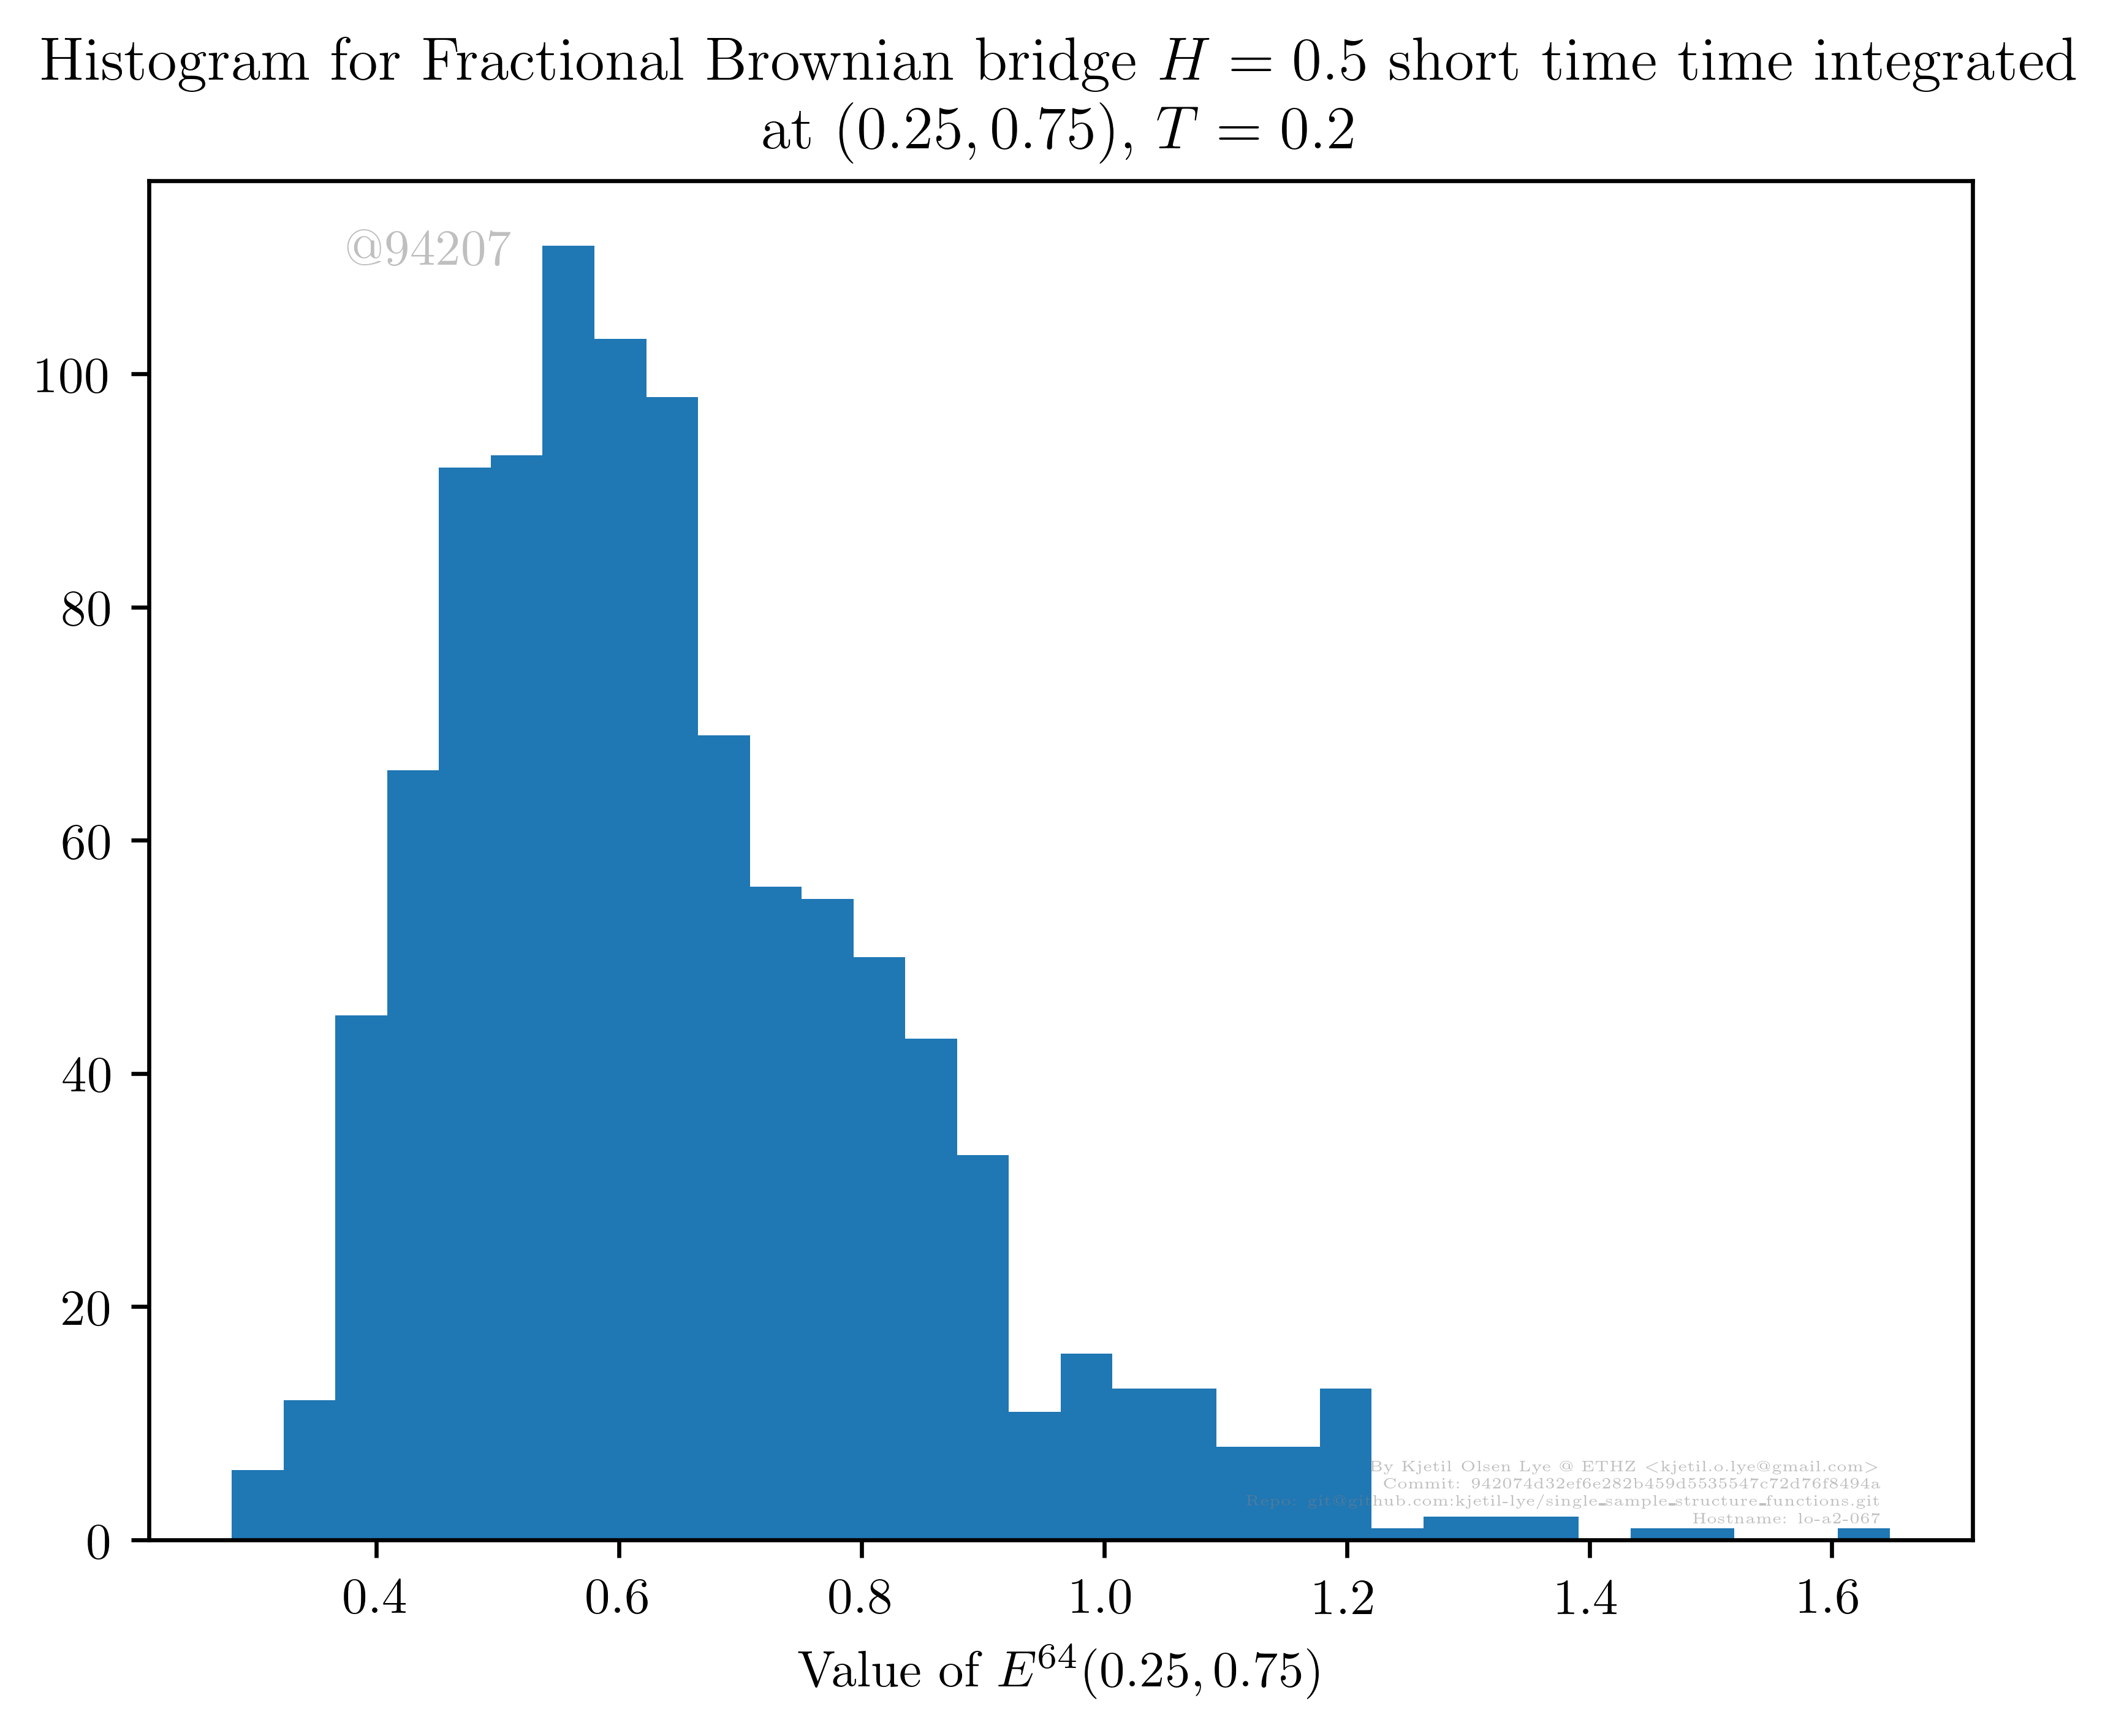 Histogram for Fractional Brownian bridge H = 0.5 short time time integrated
at (0.25, 0.75), T = 0.2
@94207
100
80
60
40
20
0
By Kjetil Olsen Lye @ ETHZ <kjetil.o.lye@gmail.com>
Commit: 942074d32ef6e282b459d5535547c72d76f8494a
Repo: git@github.com:kjetil-lye/single_sample_structure_functions.git
Hostname: lo-a2-067
0.4 0.6 0.8 1.0 1.2 1.4 1.6
Value of E^64(0.25, 0.75)